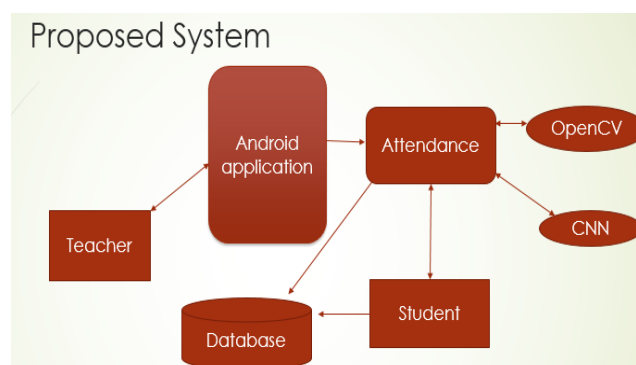 Proposed System
Android
application
Attendance
OpenCV
CNN
Teacher
Student
Database